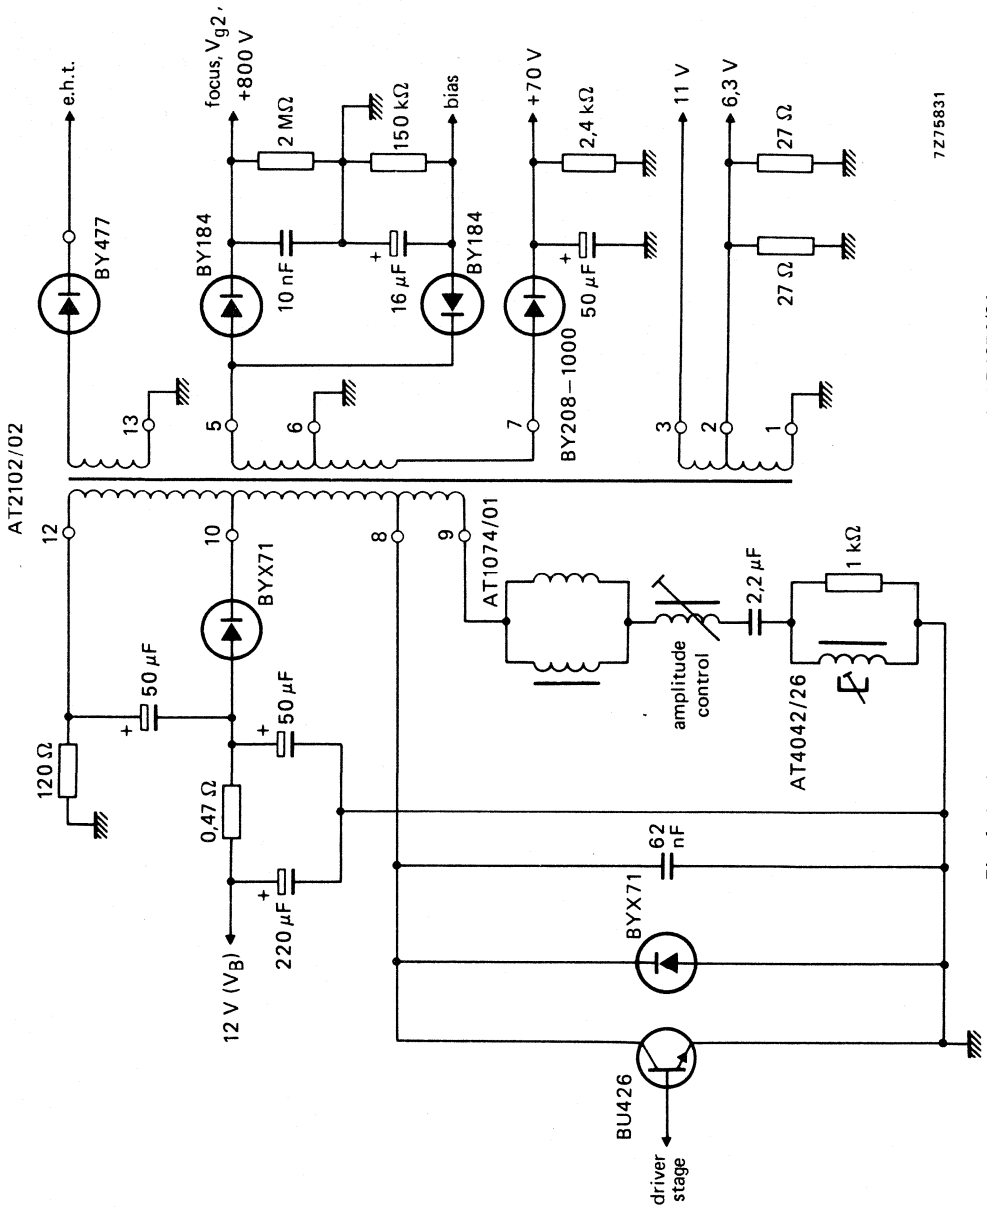 AT2102/02
e.h.t.
BY477
13
focus, Vg2,
+800 V
BY184
2 MΩ
10 nF
150 kΩ
+
16 µF
bias
BY184
5
6
+70 V
2,4 kΩ
+
50 µF
BY208-1000
7
11 V
3
6,3 V
27 Ω
27 Ω
2
1
12
10
8
9
120 Ω
+
50 µF
BYX71
0,47 Ω
+
50 µF
+
220 µF
12 V (VB)
AT1074/01
amplitude
control
2,2 µF
1 kΩ
AT4042/26
62
nF
BYX71
BU426
driver
stage
7Z75831